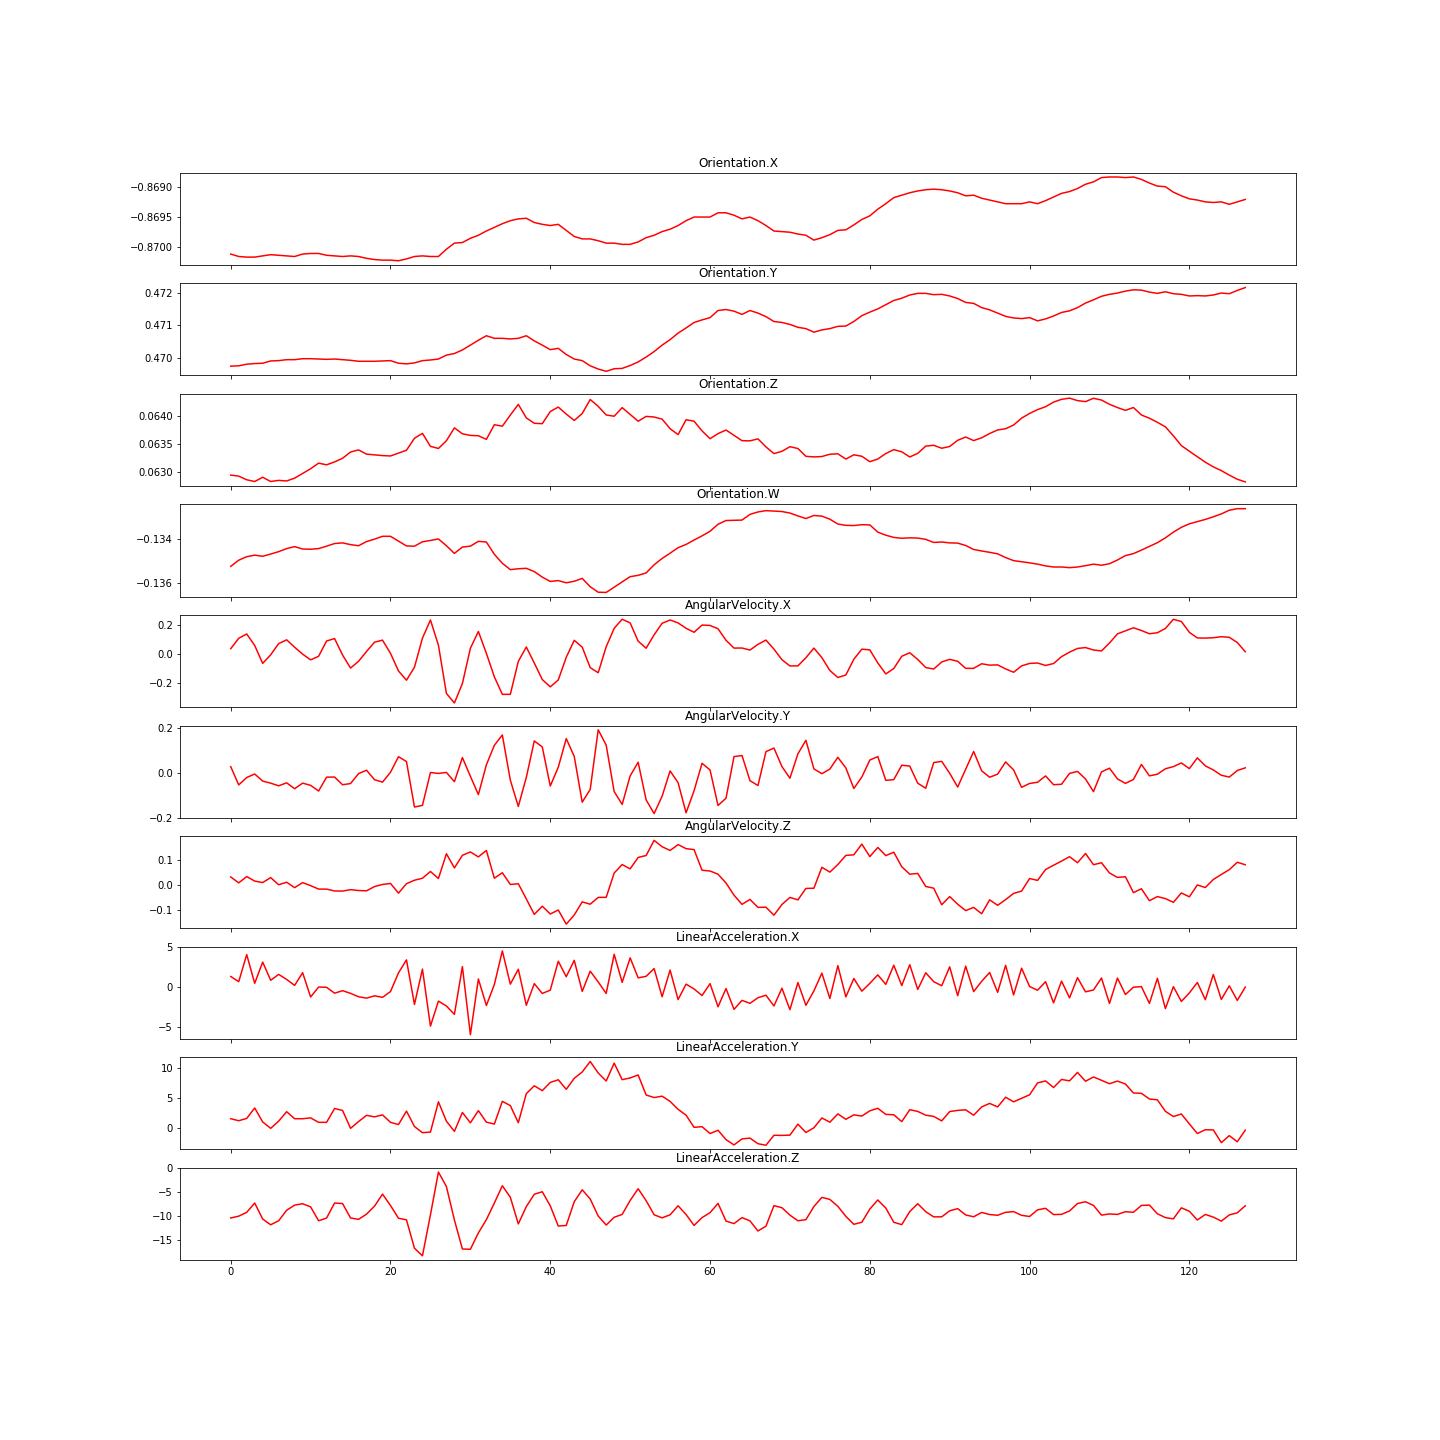 Orientation.X
−0.8690
−0.8695
−0.8700
Orientation.Y
0.472
0.471
0.470
Orientation.Z
0.0640
0.0635
0.0630
Orientation.W
−0.134
−0.136
AngularVelocity.X
0.2
0.0
−0.2
AngularVelocity.Y
0.2
0.0
−0.2
AngularVelocity.Z
0.1
0.0
−0.1
LinearAcceleration.X
5
0
−5
LinearAcceleration.Y
10
5
0
LinearAcceleration.Z
0
−5
−10
−15
0 20 40 60 80 100 120